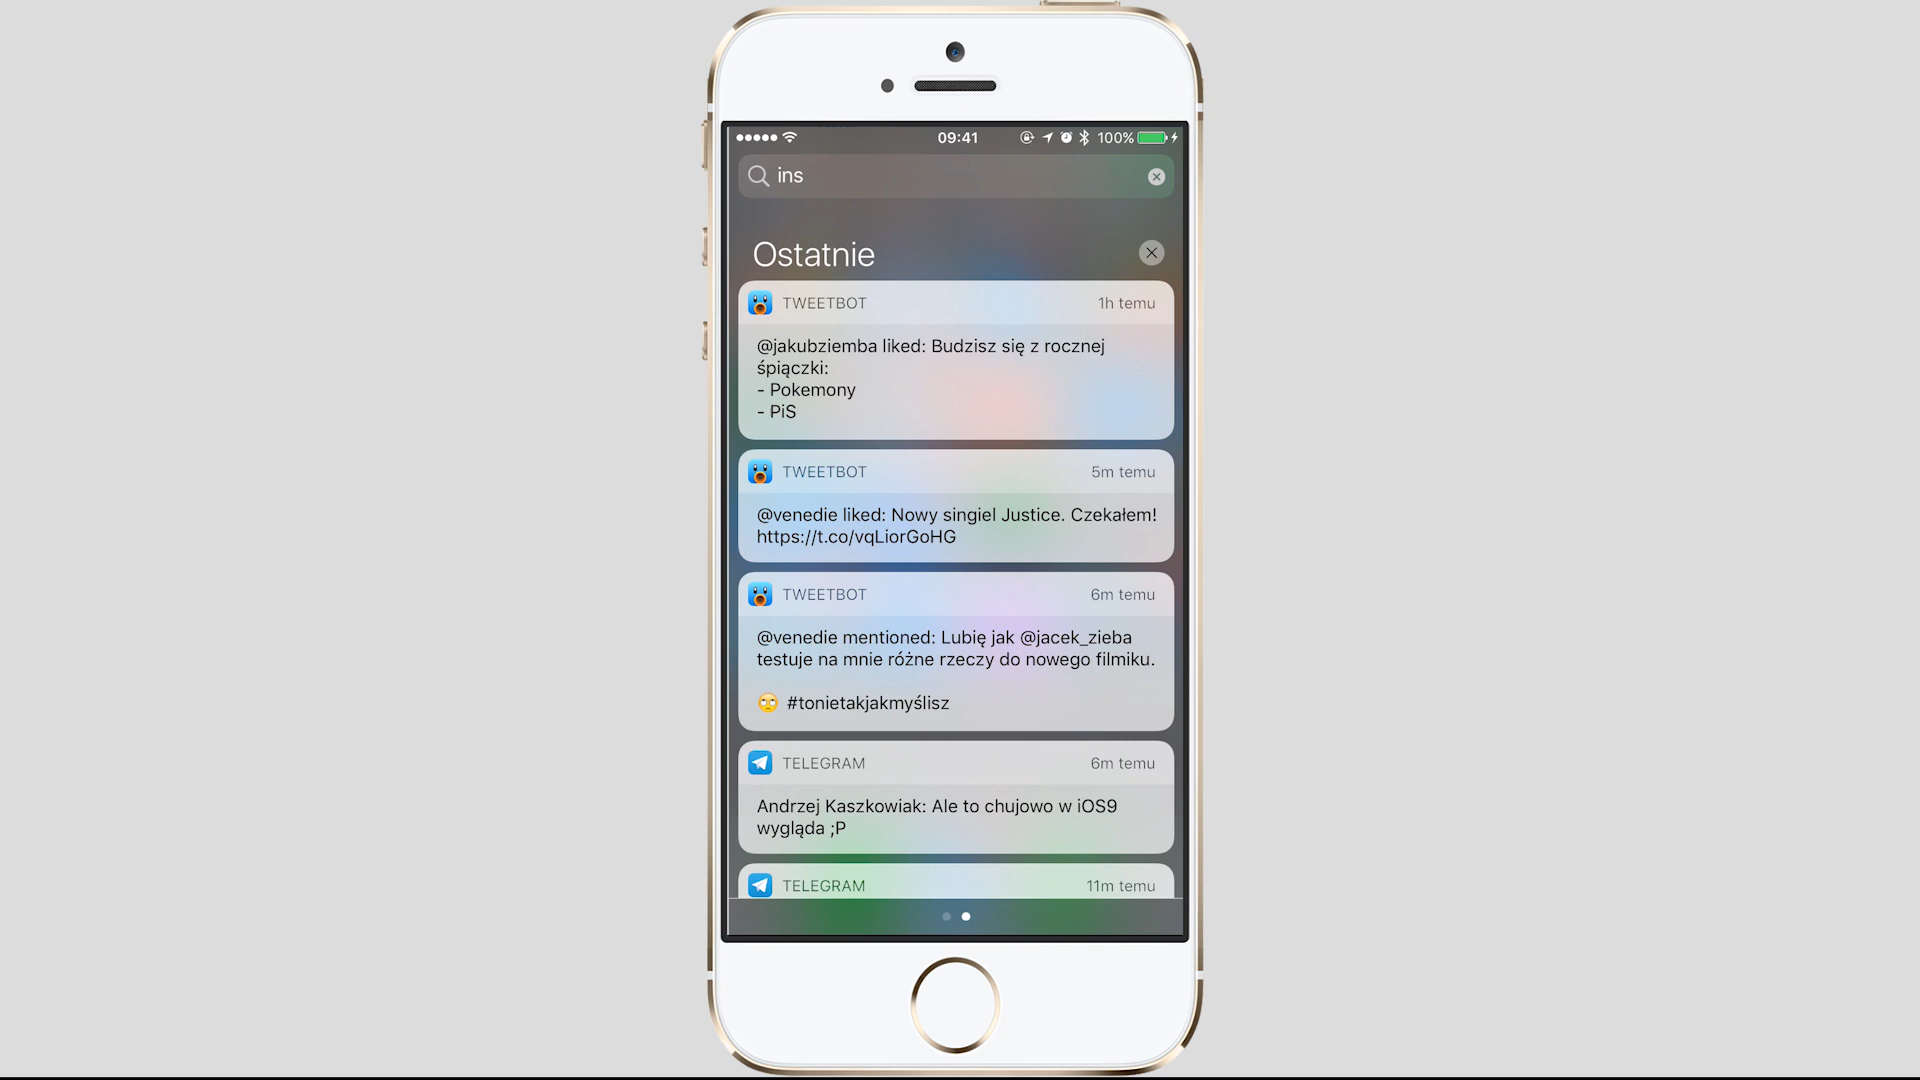 09:41
100%
ins
Ostatnie
TWEETBOT
1h temu
@jakubziemba liked: Budzisz się z rocznej
śpiączki:
- Pokemony
- PiS
TWEETBOT
5m temu
@venedie liked: Nowy singiel Justice. Czekałem!
https://t.co/vqLiorGoHG
TWEETBOT
6m temu
@venedie mentioned: Lubię jak @jacek_zieba
testuje na mnie różne rzeczy do nowego filmiku.
🙄 #tonietakjakmyślisz
TELEGRAM
6m temu
Andrzej Kaszkowiak: Ale to chujowo w iOS9
wygląda ;P
TELEGRAM
11m temu